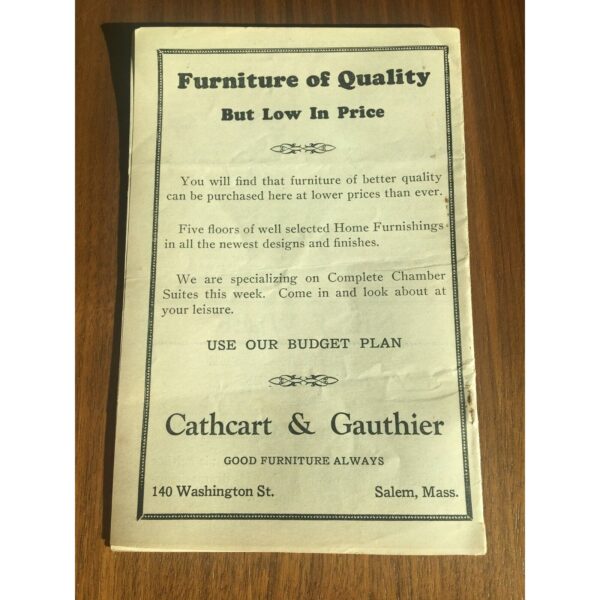 Furniture of Quality
But Low In Price
You will find that furniture of better quality
can be purchased here at lower prices than ever.
Five floors of well selected Home Furnishings
in all the newest designs and finishes.
We are specializing on Complete Chamber
Suites this week. Come in and look about at
your leisure.
USE OUR BUDGET PLAN
Cathcart & Gauthier
GOOD FURNITURE ALWAYS
140 Washington St. Salem, Mass.